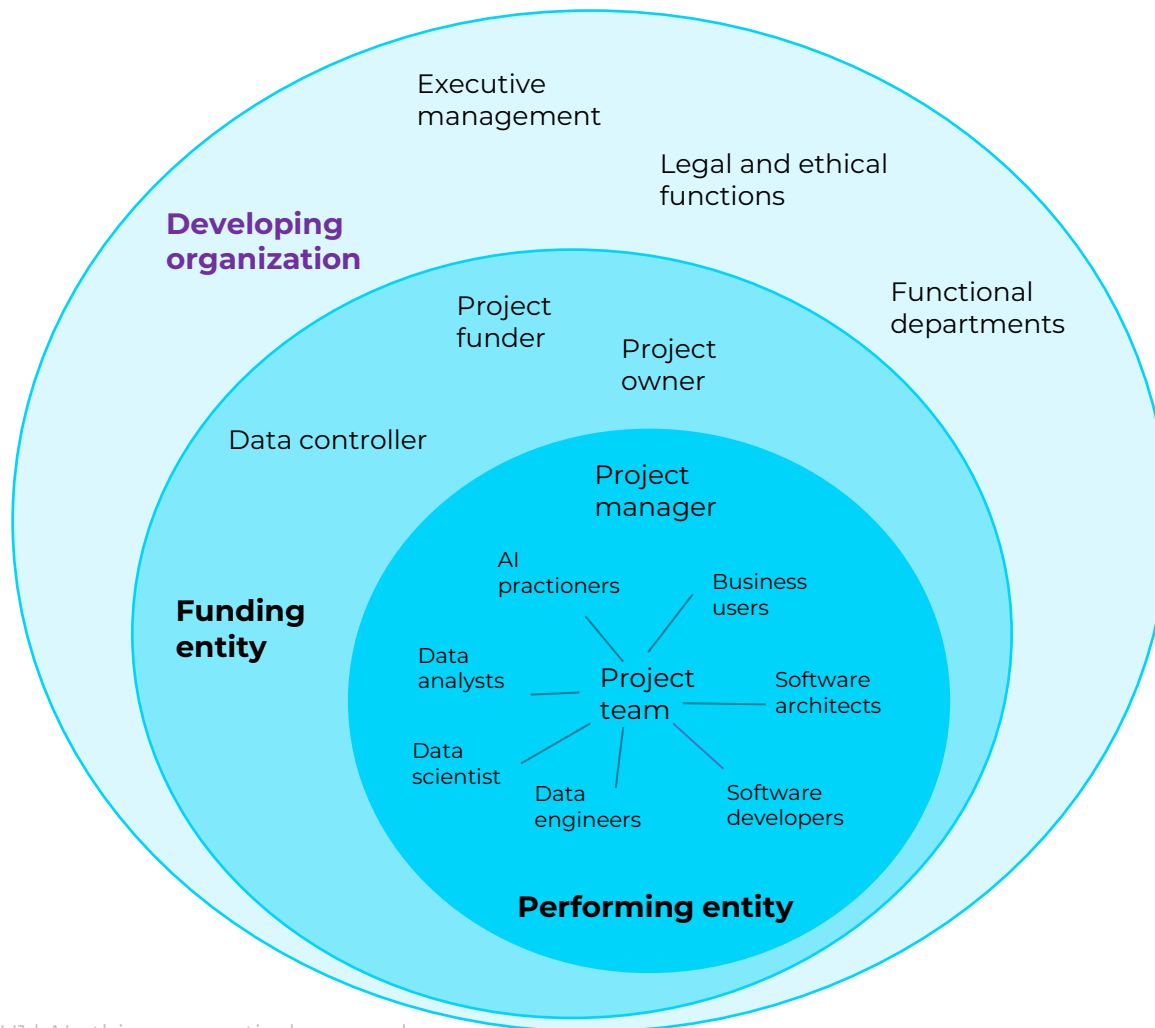 Executive
management
Legal and ethical
functions
Developing
organization
Functional
departments
Project
funder
Project
owner
Data controller
Project
manager
AI
practioners
Business
users
Funding
entity
Data
analysts
Project
team
Software
architects
Data
scientist
Data
engineers
Software
developers
Performing entity